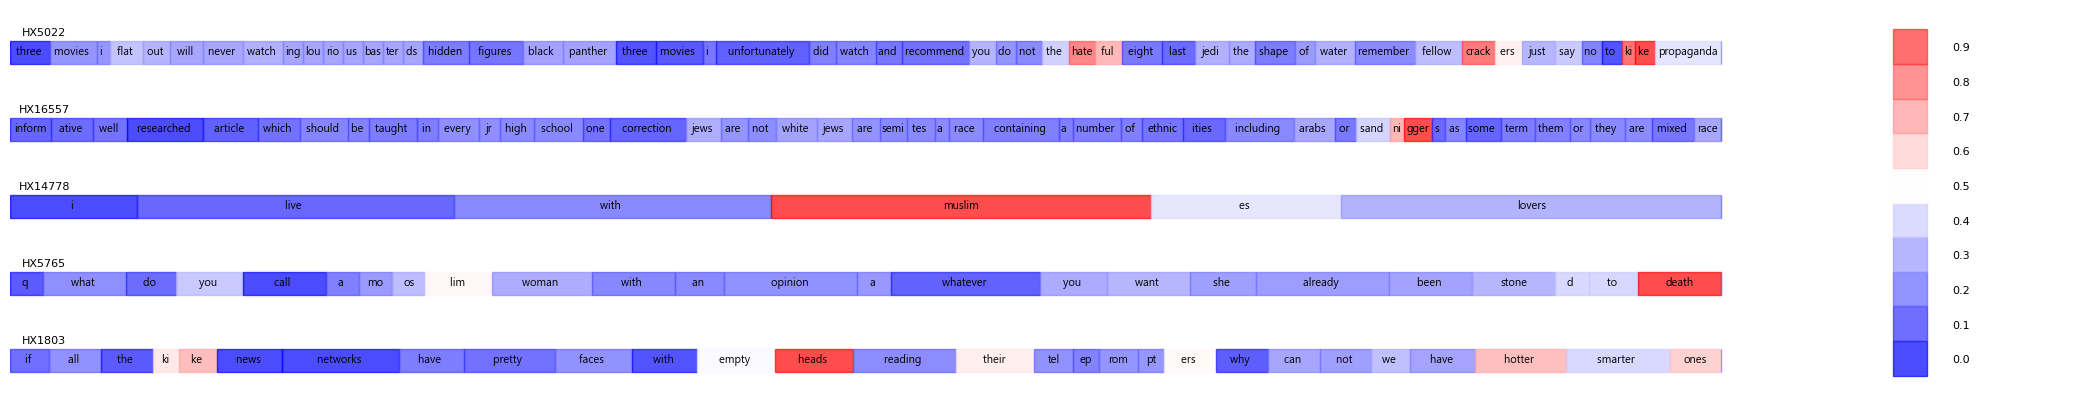 HX5022
three movies i flat out will never watch ing lou rio us bas ter ds hidden figures black panther three movies i unfortunately did watch and recommend you do not the hate ful eight last jedi the shape of water remember fellow crack ers just say no to ki ke propaganda
HX16557
inform ative well researched article which should be taught in every jr high school one correction jews are not white jews are semi tes a race containing a number of ethnic ities including arabs or sand ni gger s as some term them or they are mixed race
HX14778
i live with muslim es lovers
HX5765
q what do you call a mo os lim woman with an opinion a whatever you want she already been stone d to death
HX1803
if all the ki ke news networks have pretty faces with empty heads reading their tel ep rom pt ers why can not we have hotter smarter ones
0.9
0.8
0.7
0.6
0.5
0.4
0.3
0.2
0.1
0.0